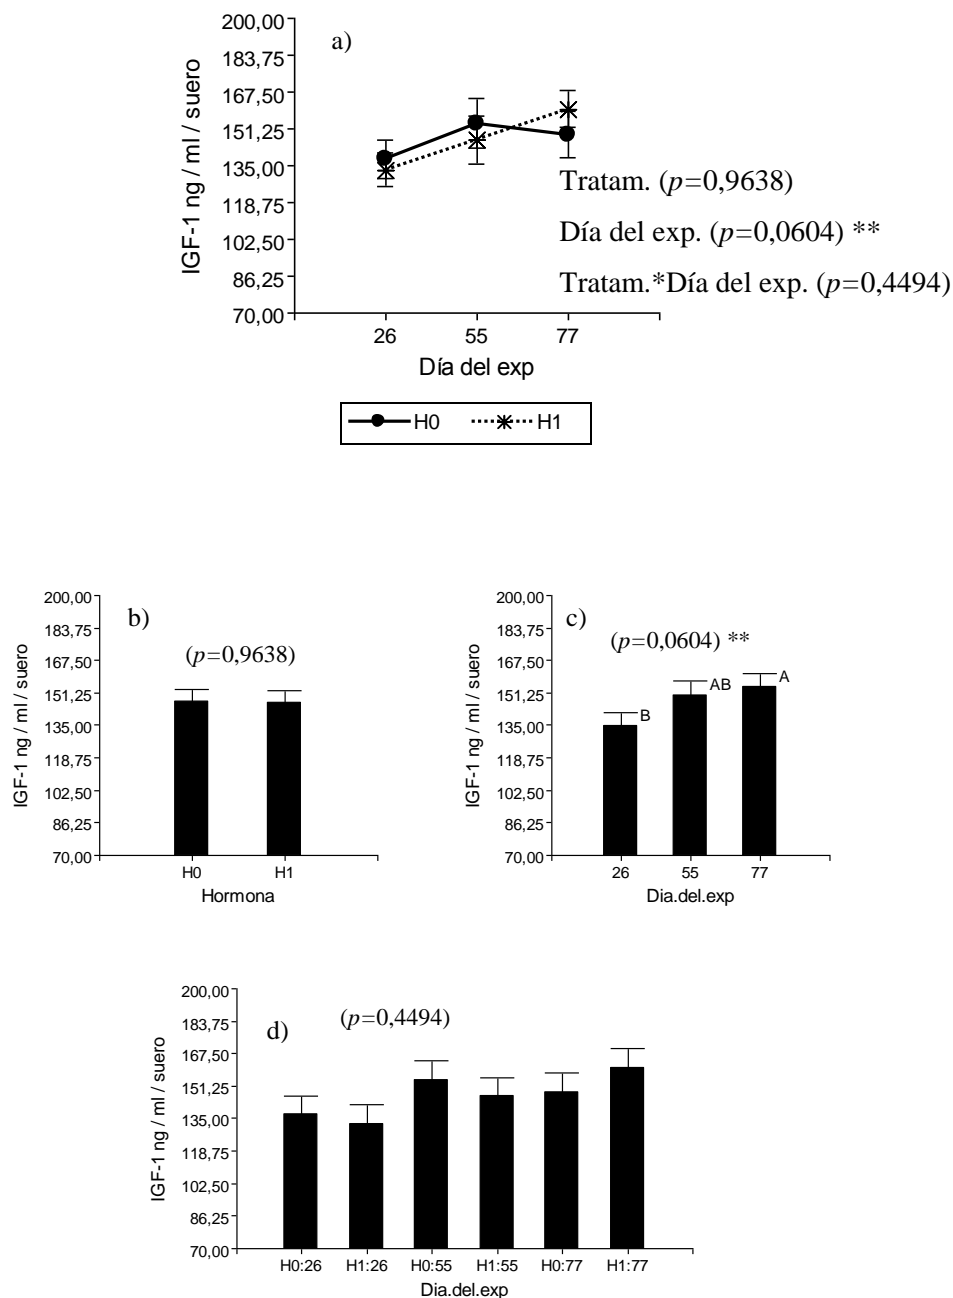 a)
200,00
183,75
167,50
151,25
135,00
118,75
102,50
86,25
70,00
IGF-1 ng / ml / suero
Tratam. (p=0,9638)
Día del exp. (p=0,0604) **
Tratam.*Día del exp. (p=0,4494)
26 55 77
Día del exp
H0 H1
b)
(p=0,9638)
200,00
183,75
167,50
151,25
135,00
118,75
102,50
86,25
70,00
IGF-1 ng / ml / suero
H0 H1
Hormona
c)
(p=0,0604) **
200,00
183,75
167,50
151,25
135,00
118,75
102,50
86,25
70,00
IGF-1 ng / ml / suero
B AB A
26 55 77
Dia.del.exp
d)
(p=0,4494)
200,00
183,75
167,50
151,25
135,00
118,75
102,50
86,25
70,00
IGF-1 ng / ml / suero
H0:26 H1:26 H0:55 H1:55 H0:77 H1:77
Dia.del.exp